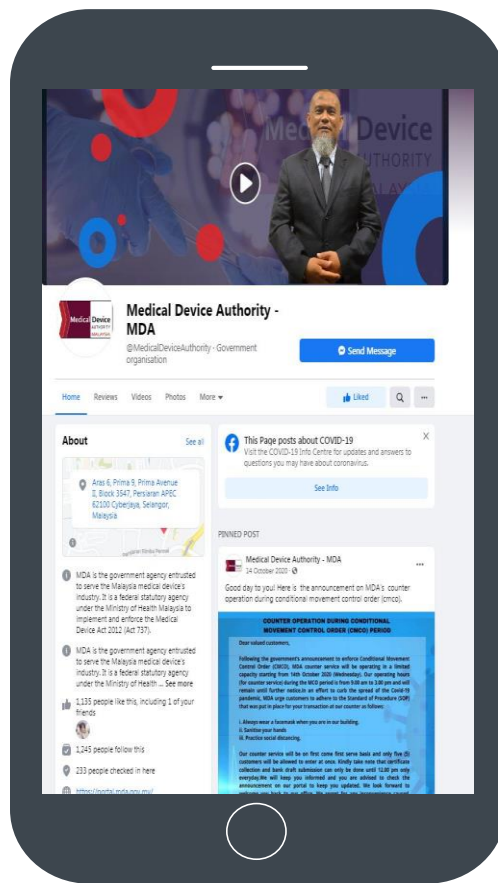 Medical Device
AUTHORITY
MALAYSIA
Medical Device
AUTHORITY
MALAYSIA
Medical Device Authority -
MDA
@MedicalDeviceAuthority · Government
organisation
Send Message
Home Reviews Videos Photos More
Liked
About
See all
Aras 6, Prima 9, Prima Avenue
II, Block 3547, Persiaran APEC
62100 Cyberjaya, Selangor,
Malaysia
MDA is the government agency entrusted
to serve the Malaysia medical device's
industry. It is a federal statutory agency
under the Ministry of Health Malaysia to
implement and enforce the Medical
Device Act 2012 (Act 737).
MDA is the government agency entrusted
to serve the Malaysia medical device's
industry. It is a federal statutory agency
under the Ministry of Health ... See more
1,135 people like this, including 1 of your
friends
1,245 people follow this
233 people checked in here
https://portal.mda.gov.my/
This Page posts about COVID-19
X
Visit the COVID-19 Info Centre for updates and answers to
questions you may have about coronavirus.
See Info
PINNED POST
Medical Device Authority - MDA
14 October 2020 ·
Good day to you! Here is the announcement on MDA's counter
operation during conditional movement control order (cmco).
COUNTER OPERATION DURING CONDITIONAL
MOVEMENT CONTROL ORDER (CMCO) PERIOD
Dear valued customers,
Following the government's announcement to enforce Conditional Movement
Control Order (CMCO), MDA counter service will be operating in a limited
capacity starting from 14th October 2020 (Wednesday). Our operating hours
(for counter service) during the MCO period is from 9.00 am to 3.00 pm and will
remain until further notice.In an effort to curb the spread of the Covid-19
pandemic, MDA urge customers to adhere to the Standard of Procedure (SOP)
that was put in place for your transaction at our counter as follows:
i. Always wear a facemask when you are in our building.
ii. Sanitise your hands
iii. Practice social distancing.
Our counter service will be on first come first serve basis and only five (5)
customers will be allowed to enter at once. Kindly take note that certificate
collection and bank draft submission can only be done until 12.00 pm only
everyday.We will keep you informed and you are advised to check the
announcement on our portal to keep you updated. We look forward to